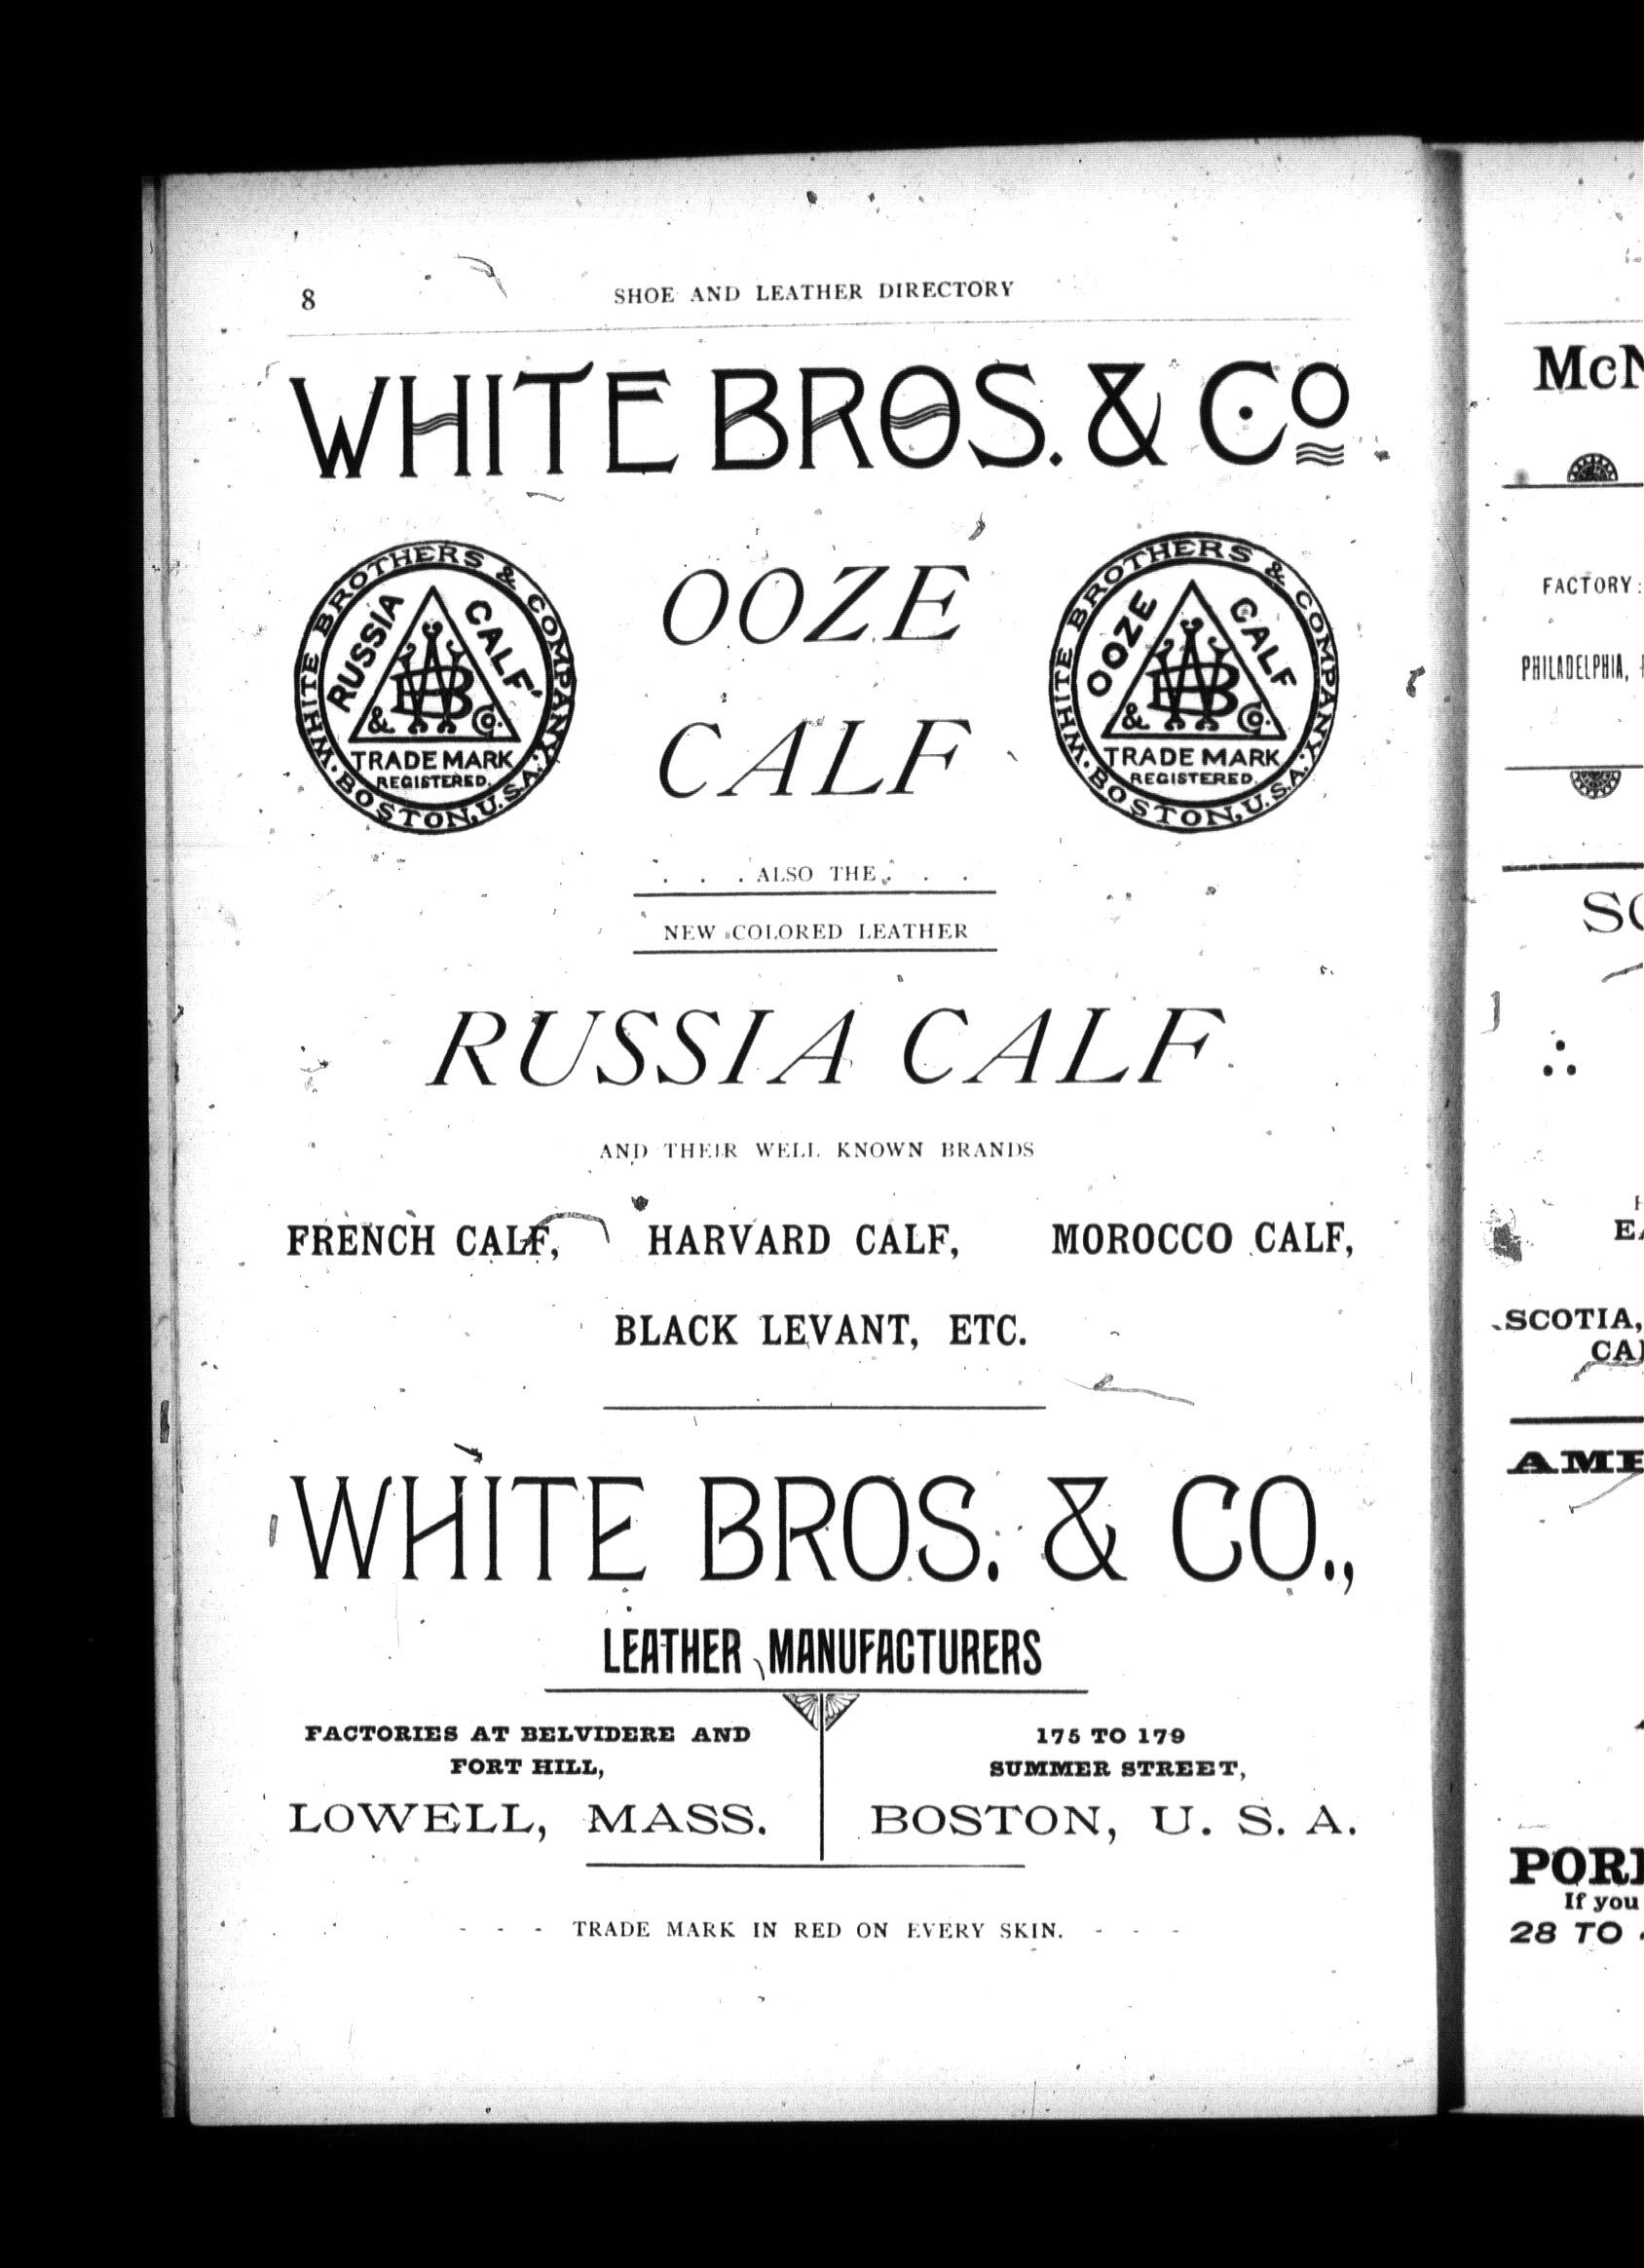 8
SHOE AND LEATHER DIRECTORY
WHITE BROS. & Co
WHITE BROTHERS & COMPANY.
RUSSIA CALF
& W B Co.
TRADE MARK
REGISTERED.
BOSTON, U.S.A.
OOZE
CALF
WHITE BROTHERS & COMPANY.
OOZE CALF
& W B Co.
TRADE MARK
REGISTERED.
BOSTON, U.S.A.
. . . ALSO THE . . .
NEW COLORED LEATHER
RUSSIA CALF
AND THEIR WELL KNOWN BRANDS
FRENCH CALF, HARVARD CALF, MOROCCO CALF,
BLACK LEVANT, ETC.
WHITE BROS. & CO.,
LEATHER MANUFACTURERS
FACTORIES AT BELVIDERE AND
FORT HILL,
LOWELL, MASS.
175 TO 179
SUMMER STREET,
BOSTON, U. S. A.
- - - TRADE MARK IN RED ON EVERY SKIN. - - -
FACTORY:
PHILADELPHIA,
SCOTIA,
If you
28 TO